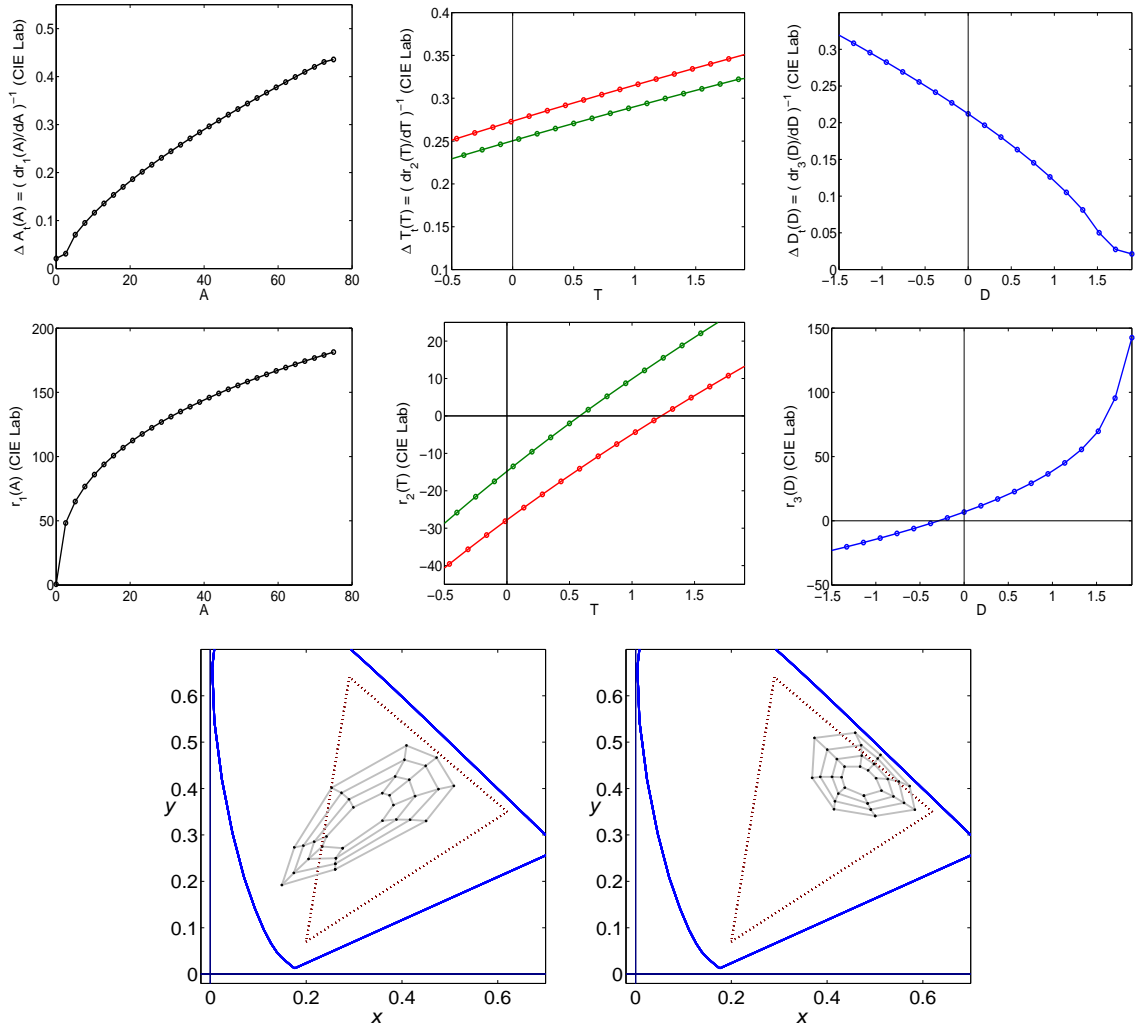 Δ A_t(A) = ( dr_1(A)/dA )^{-1} (CIE Lab)
0.5
0.4
0.3
0.2
0.1
0
0 20 40 60 80
A
Δ T_t(T) = ( dr_2(T)/dT )^{-1} (CIE Lab)
0.4
0.35
0.3
0.25
0.2
0.15
0.1
−0.5 0 0.5 1 1.5
T
Δ D_t(D) = ( dr_3(D)/dD )^{-1} (CIE Lab)
0.3
0.25
0.2
0.15
0.1
0.05
0
−1 −0.5 0 0.5 1 1.5
D
r_1(A) (CIE Lab)
200
150
100
50
0
0 20 40 60 80
A
r_2(T) (CIE Lab)
20
10
0
−10
−20
−30
−40
−0.5 0 0.5 1 1.5
T
r_3(D) (CIE Lab)
150
100
50
0
−50
−1.5 −1 −0.5 0 0.5 1 1.5
D
y
0.6
0.5
0.4
0.3
0.2
0.1
0
0 0.2 0.4 0.6
x
y
0.6
0.5
0.4
0.3
0.2
0.1
0
0 0.2 0.4 0.6
x